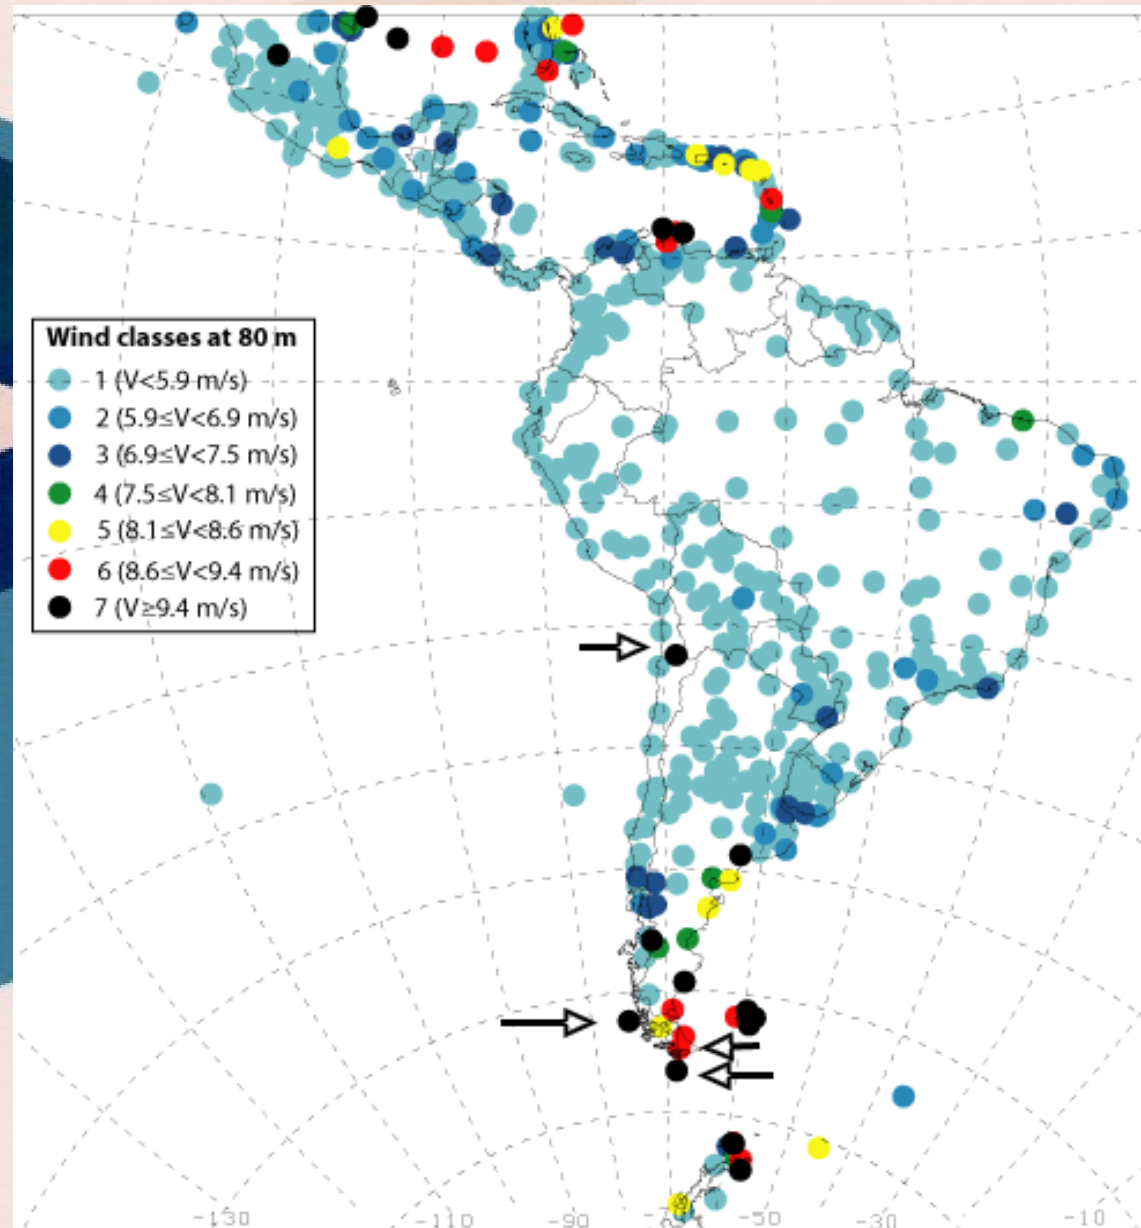 Wind classes at 80 m
1 (V<5.9 m/s)
2 (5.9≤V<6.9 m/s)
3 (6.9≤V<7.5 m/s)
4 (7.5≤V<8.1 m/s)
5 (8.1≤V<8.6 m/s)
6 (8.6≤V<9.4 m/s)
7 (V≥9.4 m/s)
-130
-110
-90
-50
-30
-10